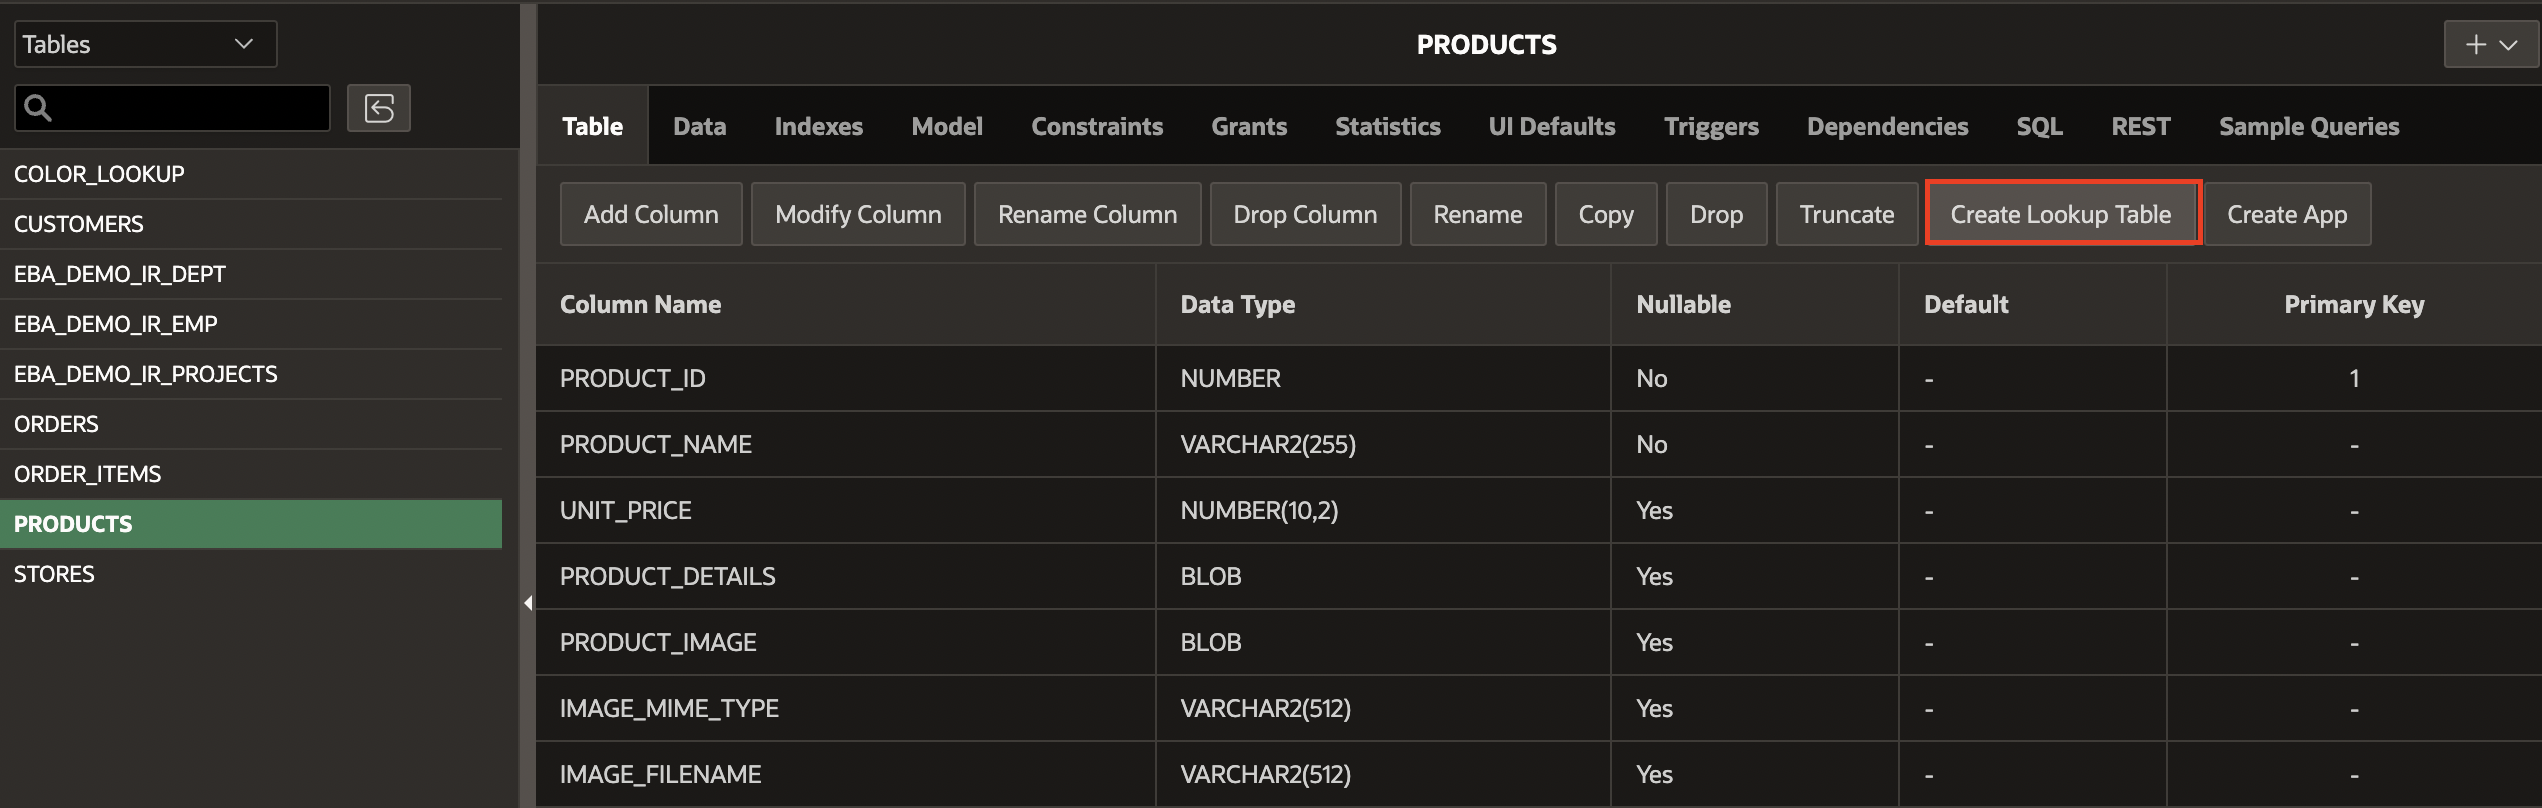 Tables
COLOR_LOOKUP
CUSTOMERS
EBA_DEMO_IR_DEPT
EBA_DEMO_IR_EMP
EBA_DEMO_IR_PROJECTS
ORDERS
ORDER_ITEMS
PRODUCTS
STORES
PRODUCTS
Table Data Indexes Model Constraints Grants Statistics UI Defaults Triggers Dependencies SQL REST Sample Queries
Add Column Modify Column Rename Column Drop Column Rename Copy Drop Truncate Create Lookup Table Create App
Column Name Data Type Nullable Default Primary Key
PRODUCT_ID NUMBER No - 1
PRODUCT_NAME VARCHAR2(255) No - -
UNIT_PRICE NUMBER(10,2) Yes - -
PRODUCT_DETAILS BLOB Yes - -
PRODUCT_IMAGE BLOB Yes - -
IMAGE_MIME_TYPE VARCHAR2(512) Yes - -
IMAGE_FILENAME VARCHAR2(512) Yes - -